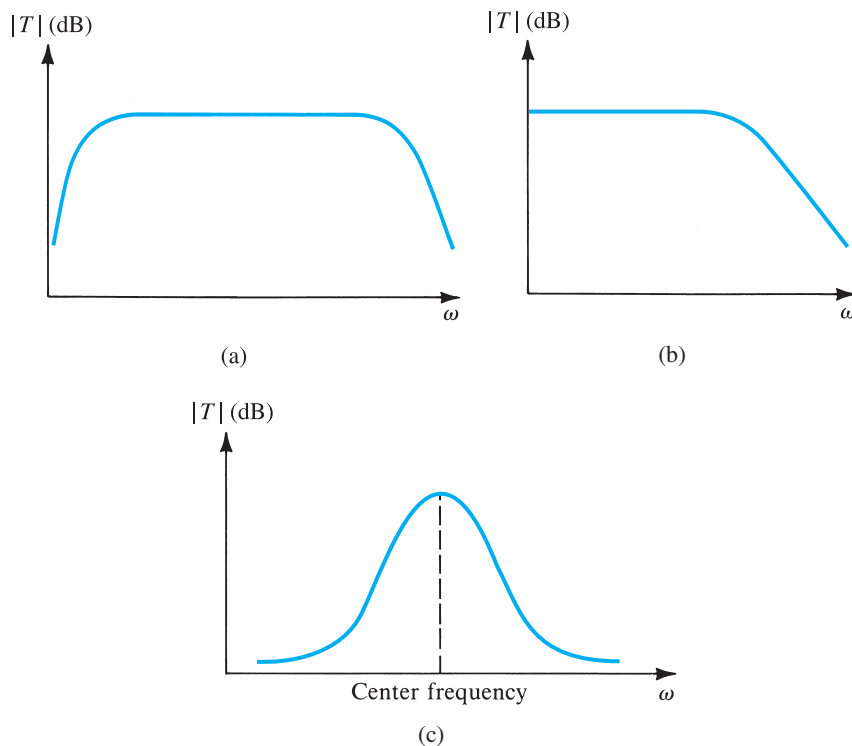 |T| (dB)
ω
(a)
|T| (dB)
ω
(b)
|T| (dB)
Center frequency
ω
(c)